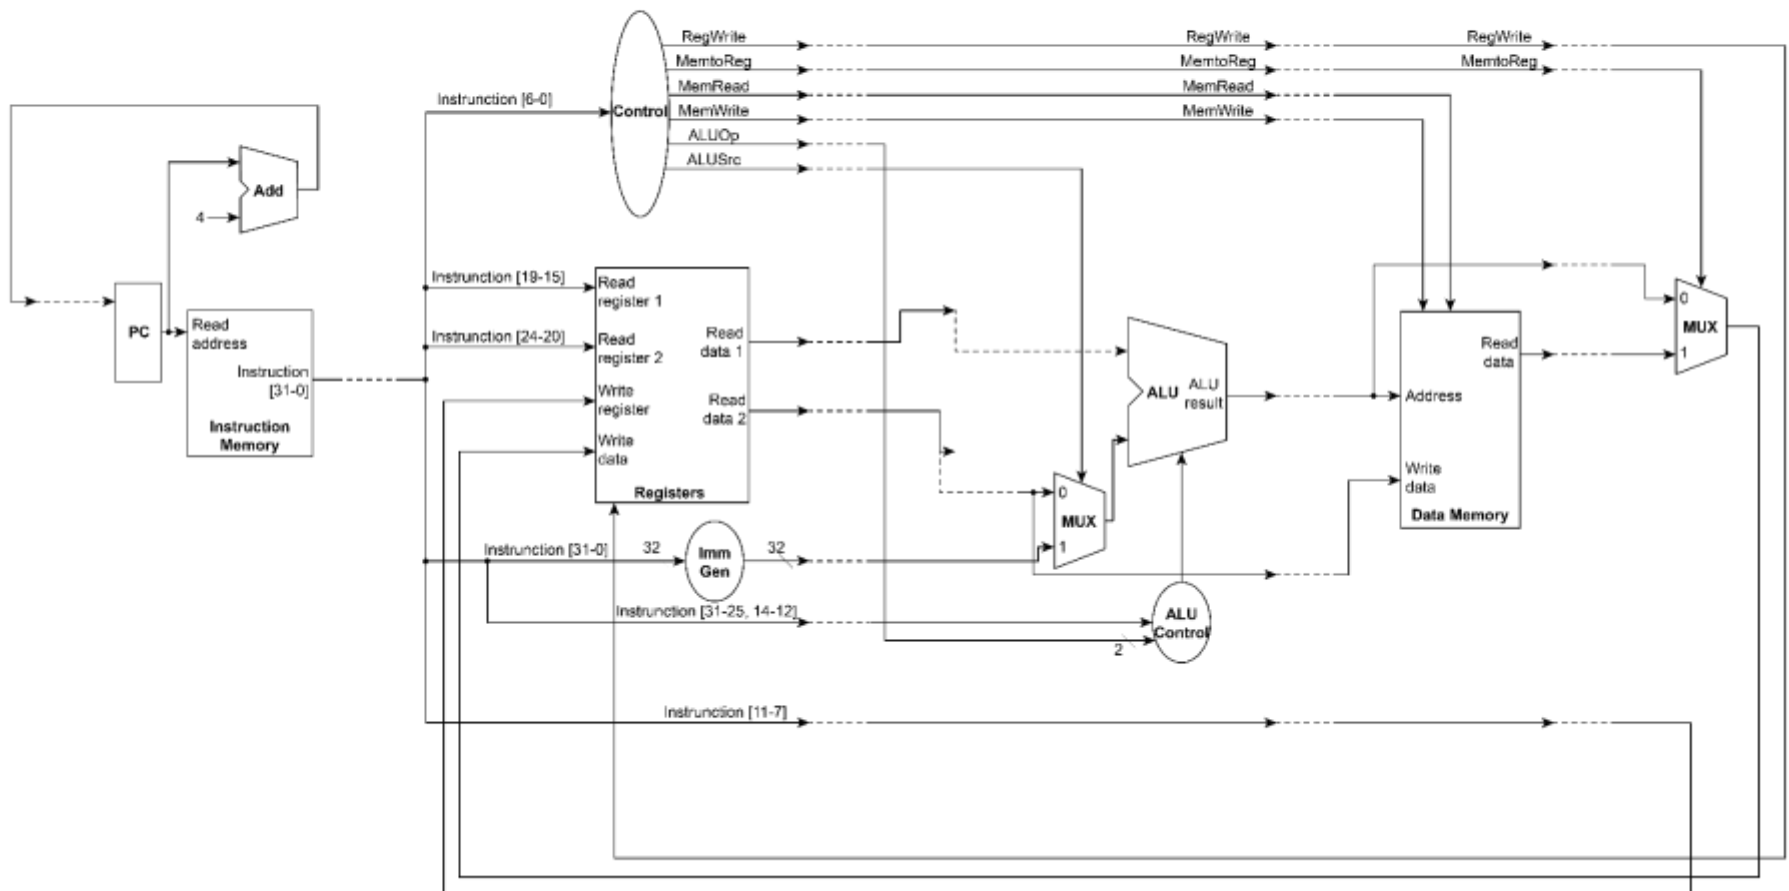 RegWrite
RegWrite
RegWrite
MemtoReg
MemtoReg
MemtoReg
MemRead
MemRead
Instrunction [6-0]
Control
MemWrite
MemWrite
ALUOp
ALUSrc
Add
4
Instrunction [19-15]
Read
register 1
PC
Read
address
Instruction
[31-0]
Instruction
Memory
Instrunction [24-20]
Read
register 2
Read
data 1
Write
register
Read
data 2
Write
data
Registers
ALU
ALU
result
0
MUX
1
Read
data
Address
Write
data
Data Memory
0
MUX
1
Instrunction [31-0]
32
Imm
Gen
32
Instrunction [31-25, 14-12]
ALU
Control
2
Instrunction [11-7]